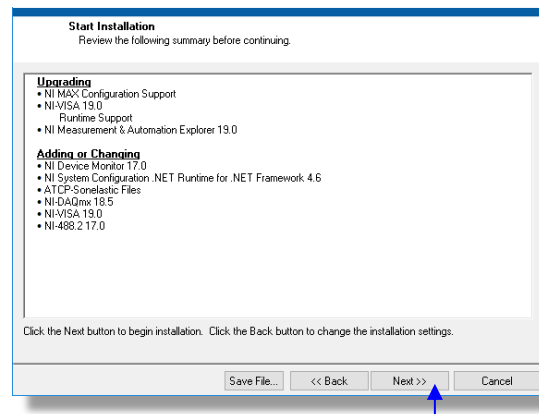 Start Installation
Review the following summary before continuing.
Upgrading
• NI MAX Configuration Support
• NI-VISA 19.0
Runtime Support
• NI Measurement & Automation Explorer 19.0
Adding or Changing
• NI Device Monitor 17.0
• NI System Configuration .NET Runtime for .NET Framework 4.6
• ATCP-Sonelastic Files
• NI-DAQmx 18.5
• NI-VISA 19.0
• NI-488.2 17.0
Click the Next button to begin installation. Click the Back button to change the installation settings.
Save File... << Back Next >> Cancel